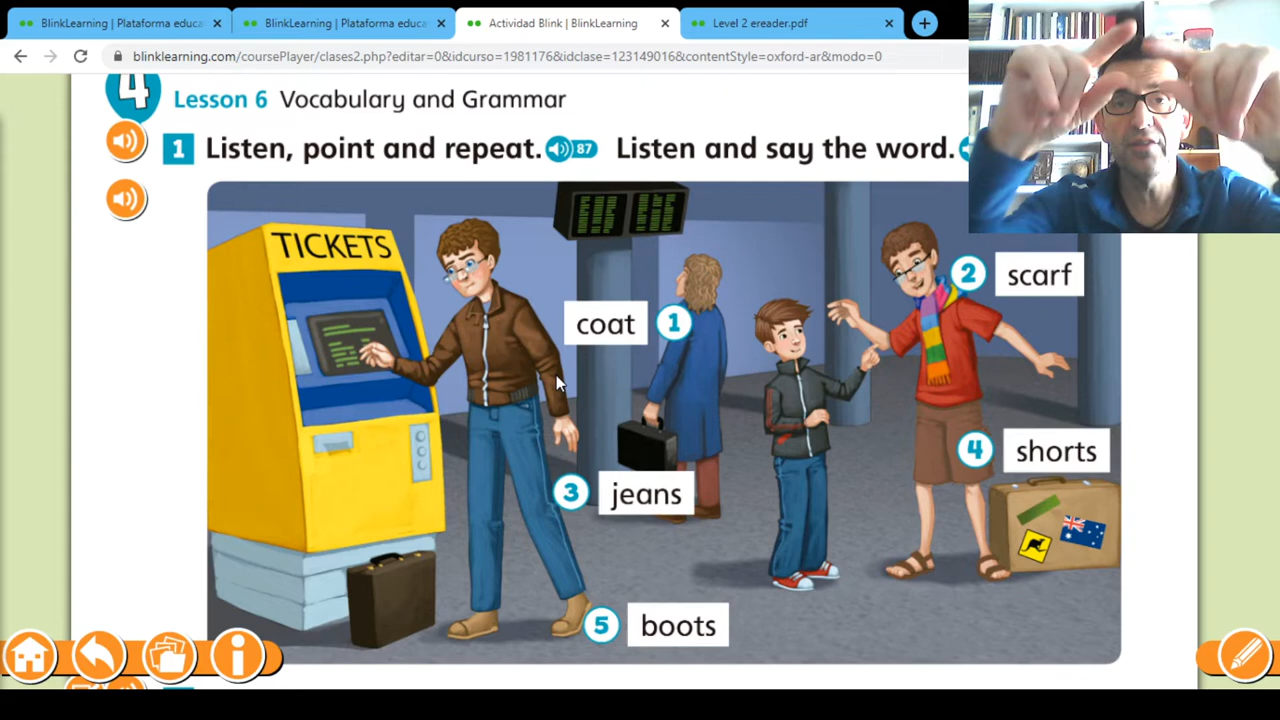 BlinkLearning | Plataforma educa
BlinkLearning | Plataforma educa
Actividad Blink | BlinkLearning
Level 2 ereader.pdf
blinklearning.com/coursePlayer/clases2.php?editar=0&idcurso=1981176&idclase=123149016&contentStyle=oxford-ar&modo=0
4
Lesson 6 Vocabulary and Grammar
1 Listen, point and repeat. 87 Listen and say the word.
TICKETS
2 scarf
coat 1
4 shorts
3 jeans
5 boots